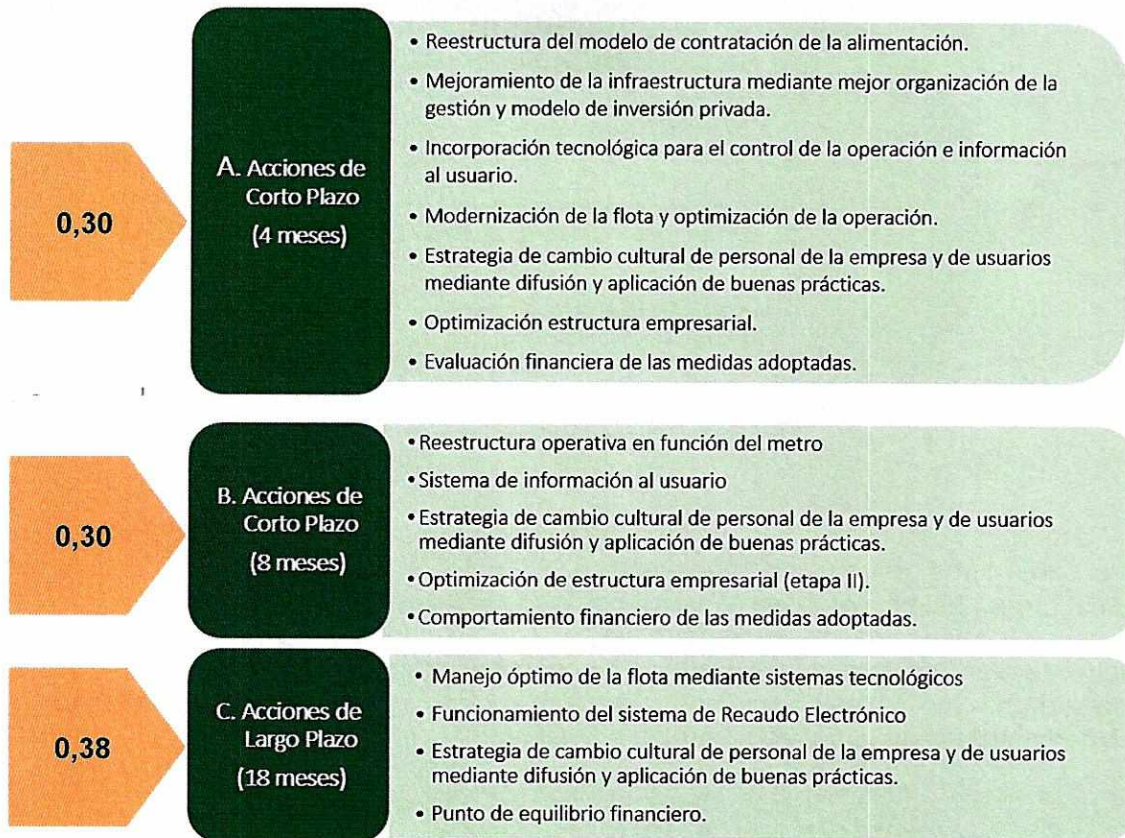 0,30
A. Acciones de
Corto Plazo
(4 meses)
• Reestructura del modelo de contratación de la alimentación.
• Mejoramiento de la infraestructura mediante mejor organización de la
gestión y modelo de inversión privada.
• Incorporación tecnológica para el control de la operación e información
al usuario.
• Modernización de la flota y optimización de la operación.
• Estrategia de cambio cultural de personal de la empresa y de usuarios
mediante difusión y aplicación de buenas prácticas.
• Optimización estructura empresarial.
• Evaluación financiera de las medidas adoptadas.
0,30
B. Acciones de
Corto Plazo
(8 meses)
• Reestructura operativa en función del metro
• Sistema de información al usuario
• Estrategia de cambio cultural de personal de la empresa y de usuarios
mediante difusión y aplicación de buenas prácticas.
• Optimización de estructura empresarial (etapa II).
• Comportamiento financiero de las medidas adoptadas.
0,38
C. Acciones de
Largo Plazo
(18 meses)
• Manejo óptimo de la flota mediante sistemas tecnológicos
• Funcionamiento del sistema de Recaudo Electrónico
• Estrategia de cambio cultural de personal de la empresa y de usuarios
mediante difusión y aplicación de buenas prácticas.
• Punto de equilibrio financiero.